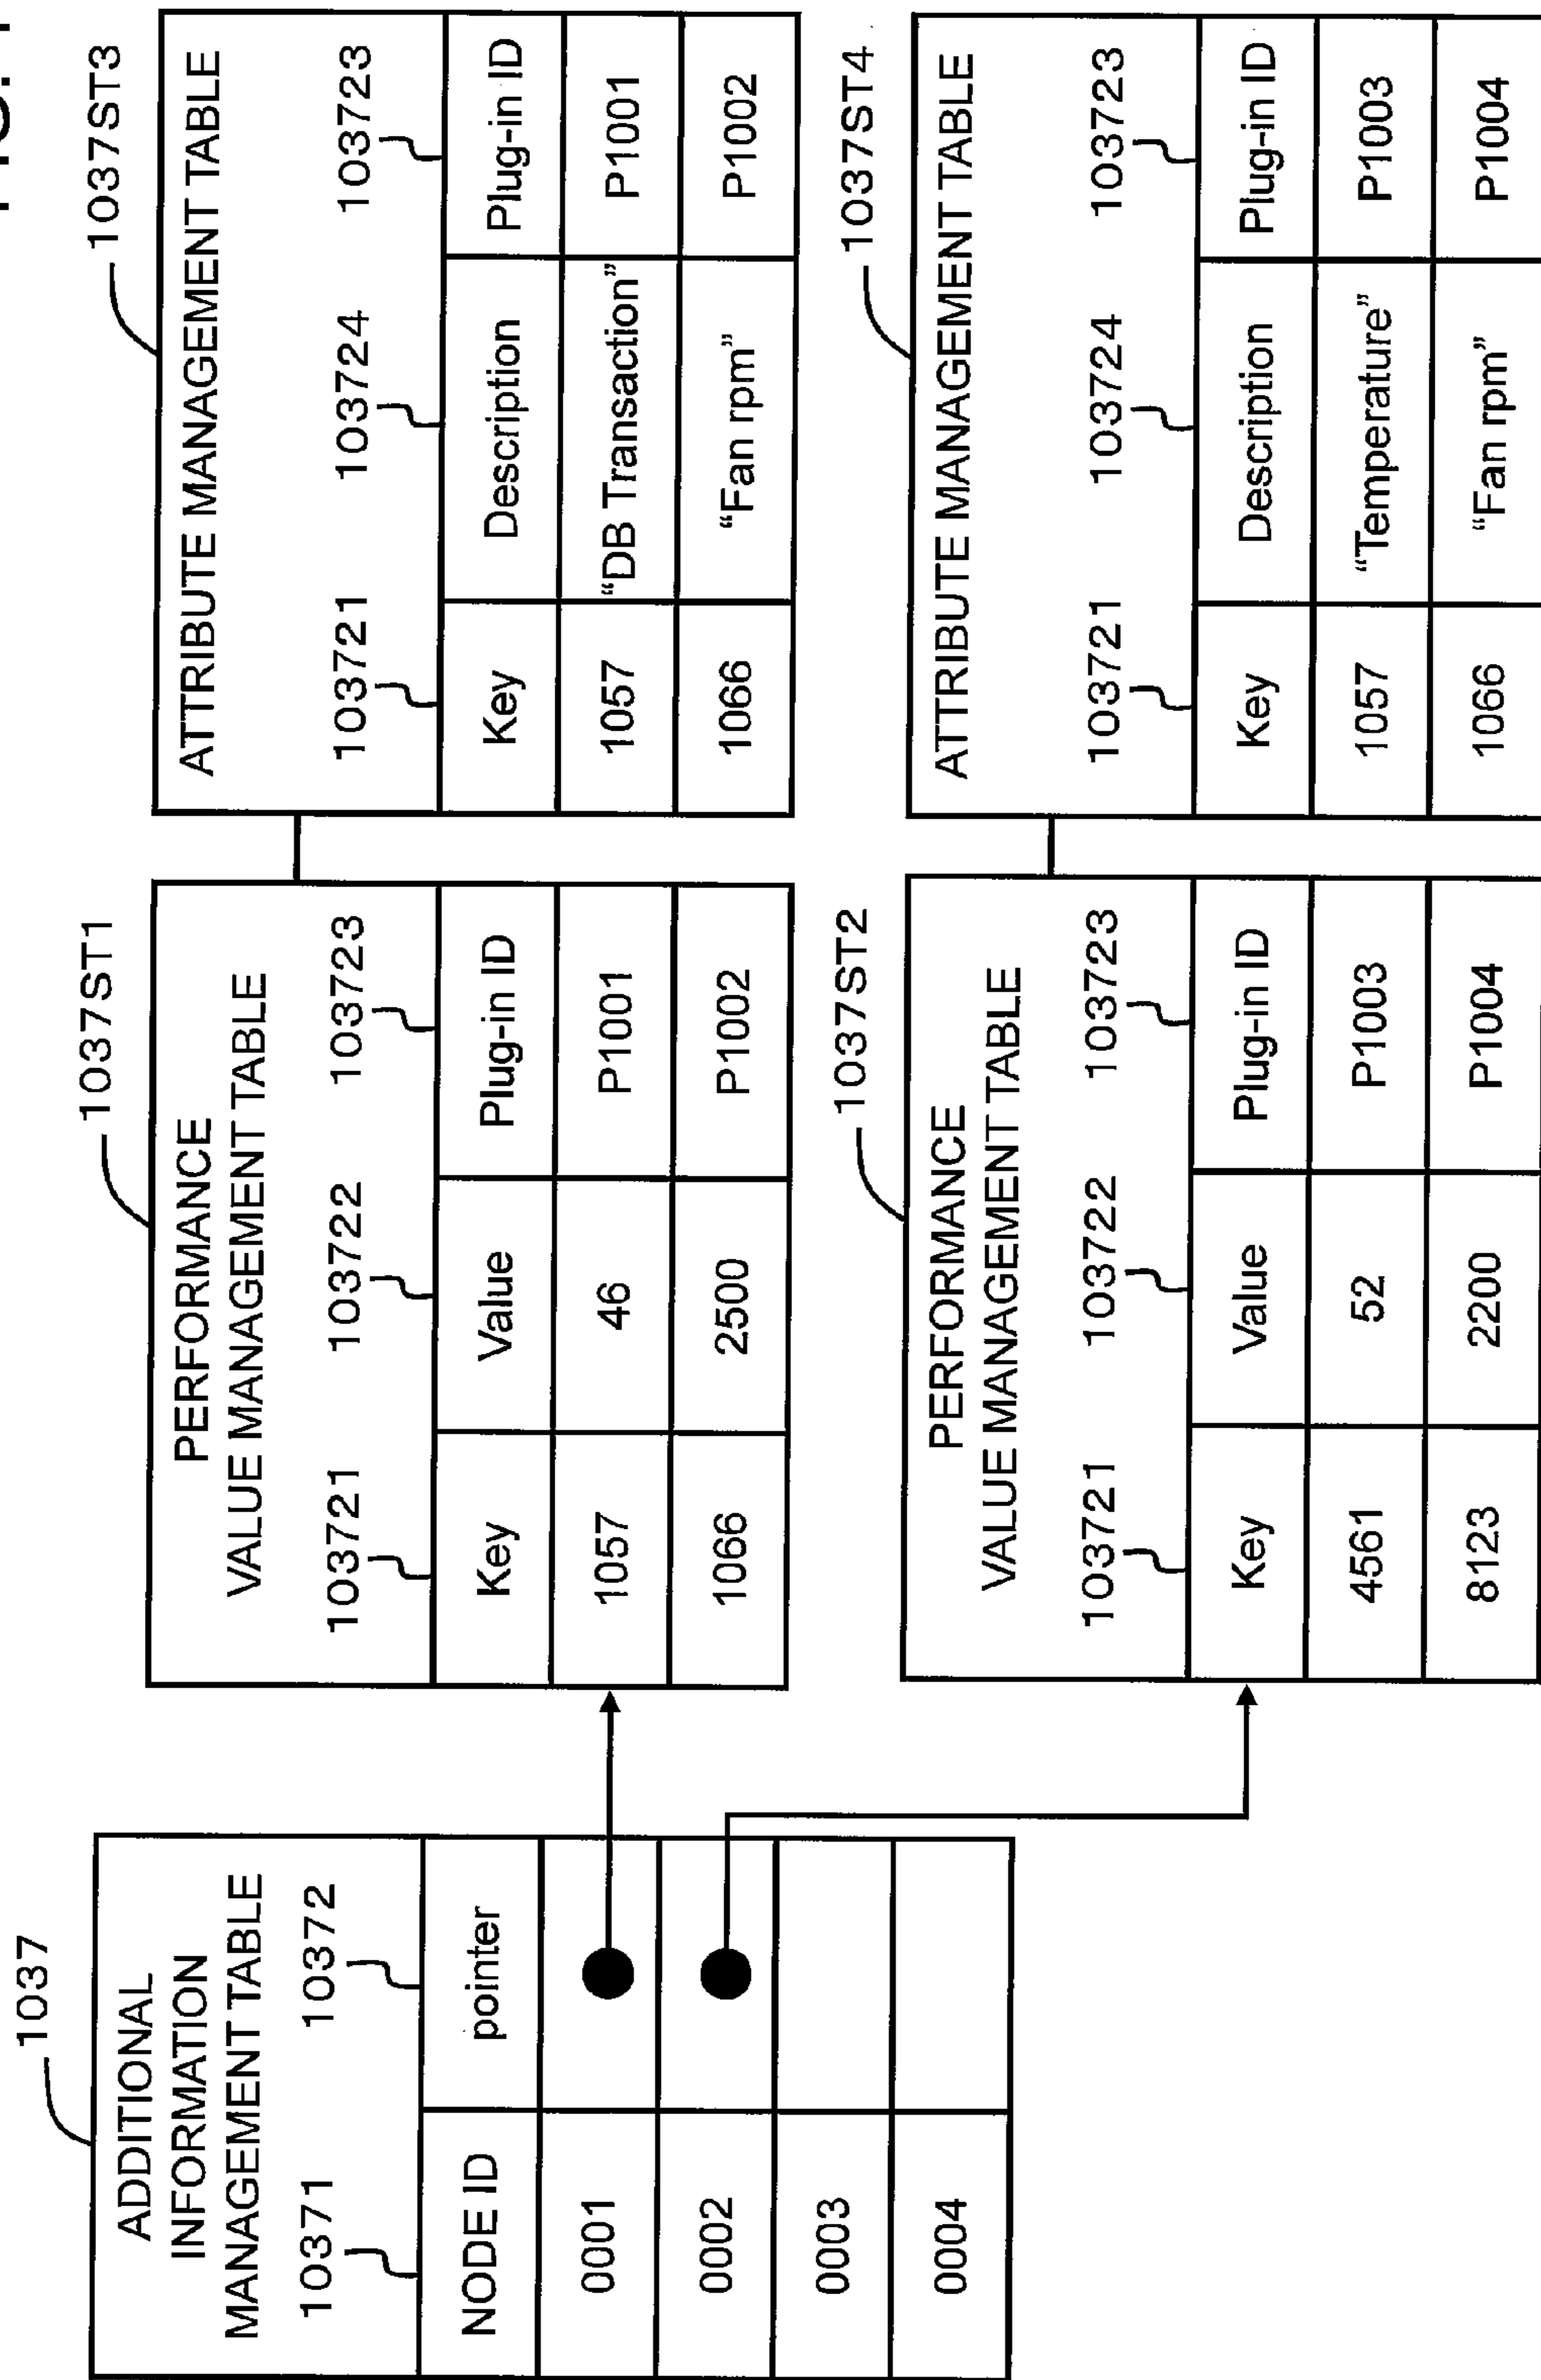 1037
ADDITIONAL
INFORMATION
MANAGEMENT TABLE
10371 10372
NODE ID pointer
0001
0002
0003
0004
1037ST1
PERFORMANCE
VALUE MANAGEMENT TABLE
103721 103722 103723
Key Value Plug-in ID
1057 46 P1001
1066 2500 P1002
1037ST3
ATTRIBUTE MANAGEMENT TABLE
103721 103724 103723
Key Description Plug-in ID
1057 “DB Transaction” P1001
1066 “Fan rpm” P1002
1037ST2
PERFORMANCE
VALUE MANAGEMENT TABLE
103721 103722 103723
Key Value Plug-in ID
4561 52 P1003
8123 2200 P1004
1037ST4
ATTRIBUTE MANAGEMENT TABLE
103721 103724 103723
Key Description Plug-in ID
1057 “Temperature” P1003
1066 “Fan rpm” P1004